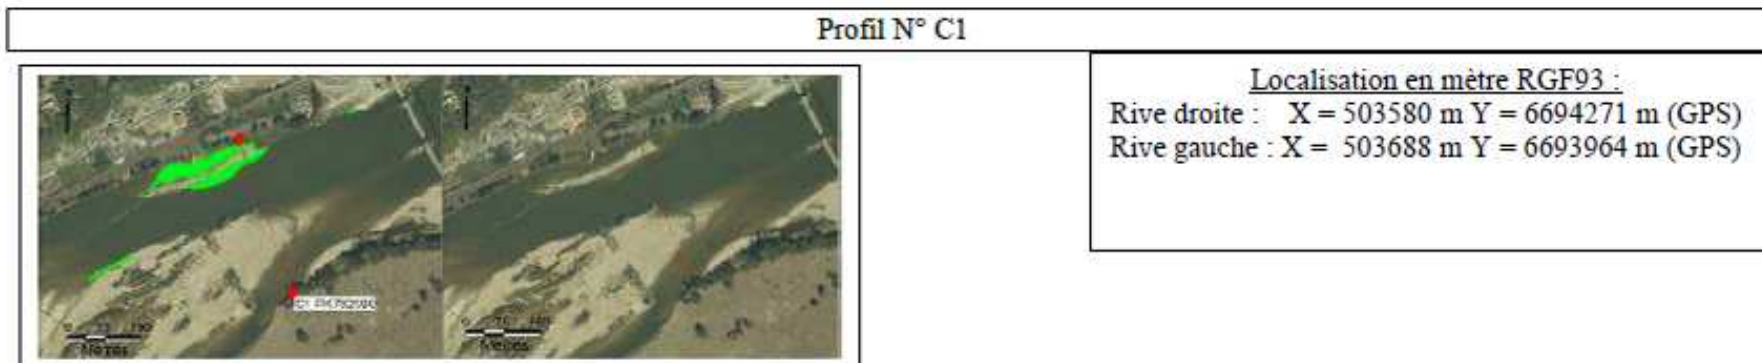 Profil N° C1
Localisation en mètre RGF93 :
Rive droite : X = 503580 m Y = 6694271 m (GPS)
Rive gauche : X = 503688 m Y = 6693964 m (GPS)
Mètres
Mètres